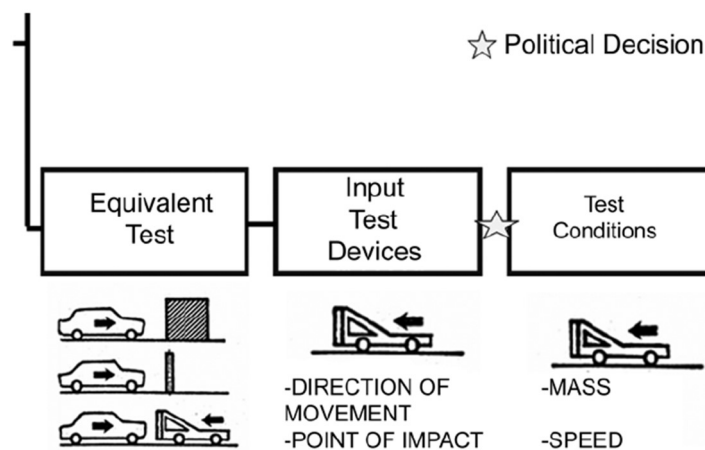 Political Decision
Equivalent
Test
Input
Test
Devices
Test
Conditions
-DIRECTION OF
MOVEMENT
-POINT OF IMPACT
-MASS
-SPEED